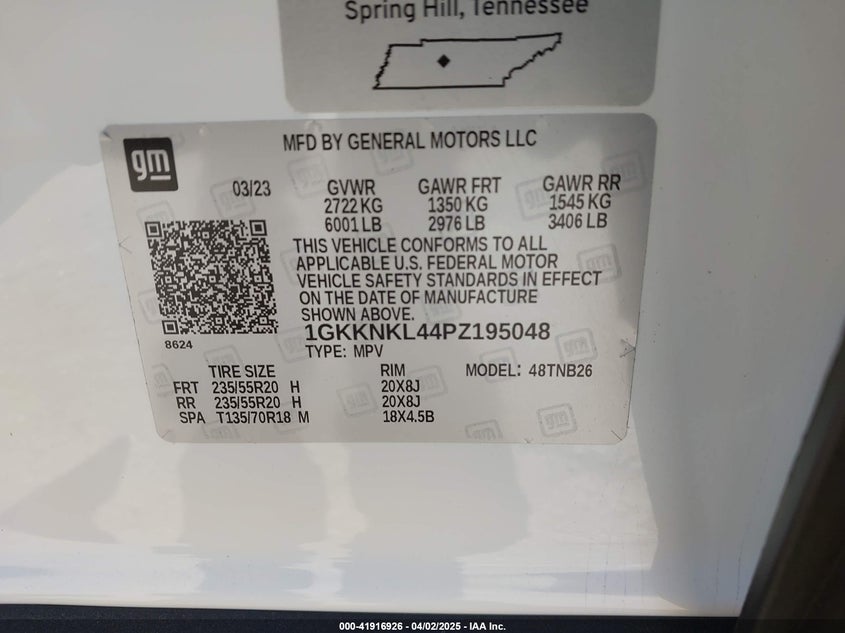 Spring Hill, Tennessee
gm
MFD BY GENERAL MOTORS LLC
03/23 GVWR GAWR FRT GAWR RR
2722 KG 1350 KG 1545 KG
6001 LB 2976 LB 3406 LB
THIS VEHICLE CONFORMS TO ALL
APPLICABLE U.S. FEDERAL MOTOR
VEHICLE SAFETY STANDARDS IN EFFECT
ON THE DATE OF MANUFACTURE
SHOWN ABOVE.
8624
1GKKNKL44PZ195048
TYPE: MPV
TIRE SIZE RIM MODEL: 48TNB26
FRT 235/55R20 H 20X8J
RR 235/55R20 H 20X8J
SPA T135/70R18 M 18X4.5B
000-41916926 - 04/02/2025 - IAA Inc.